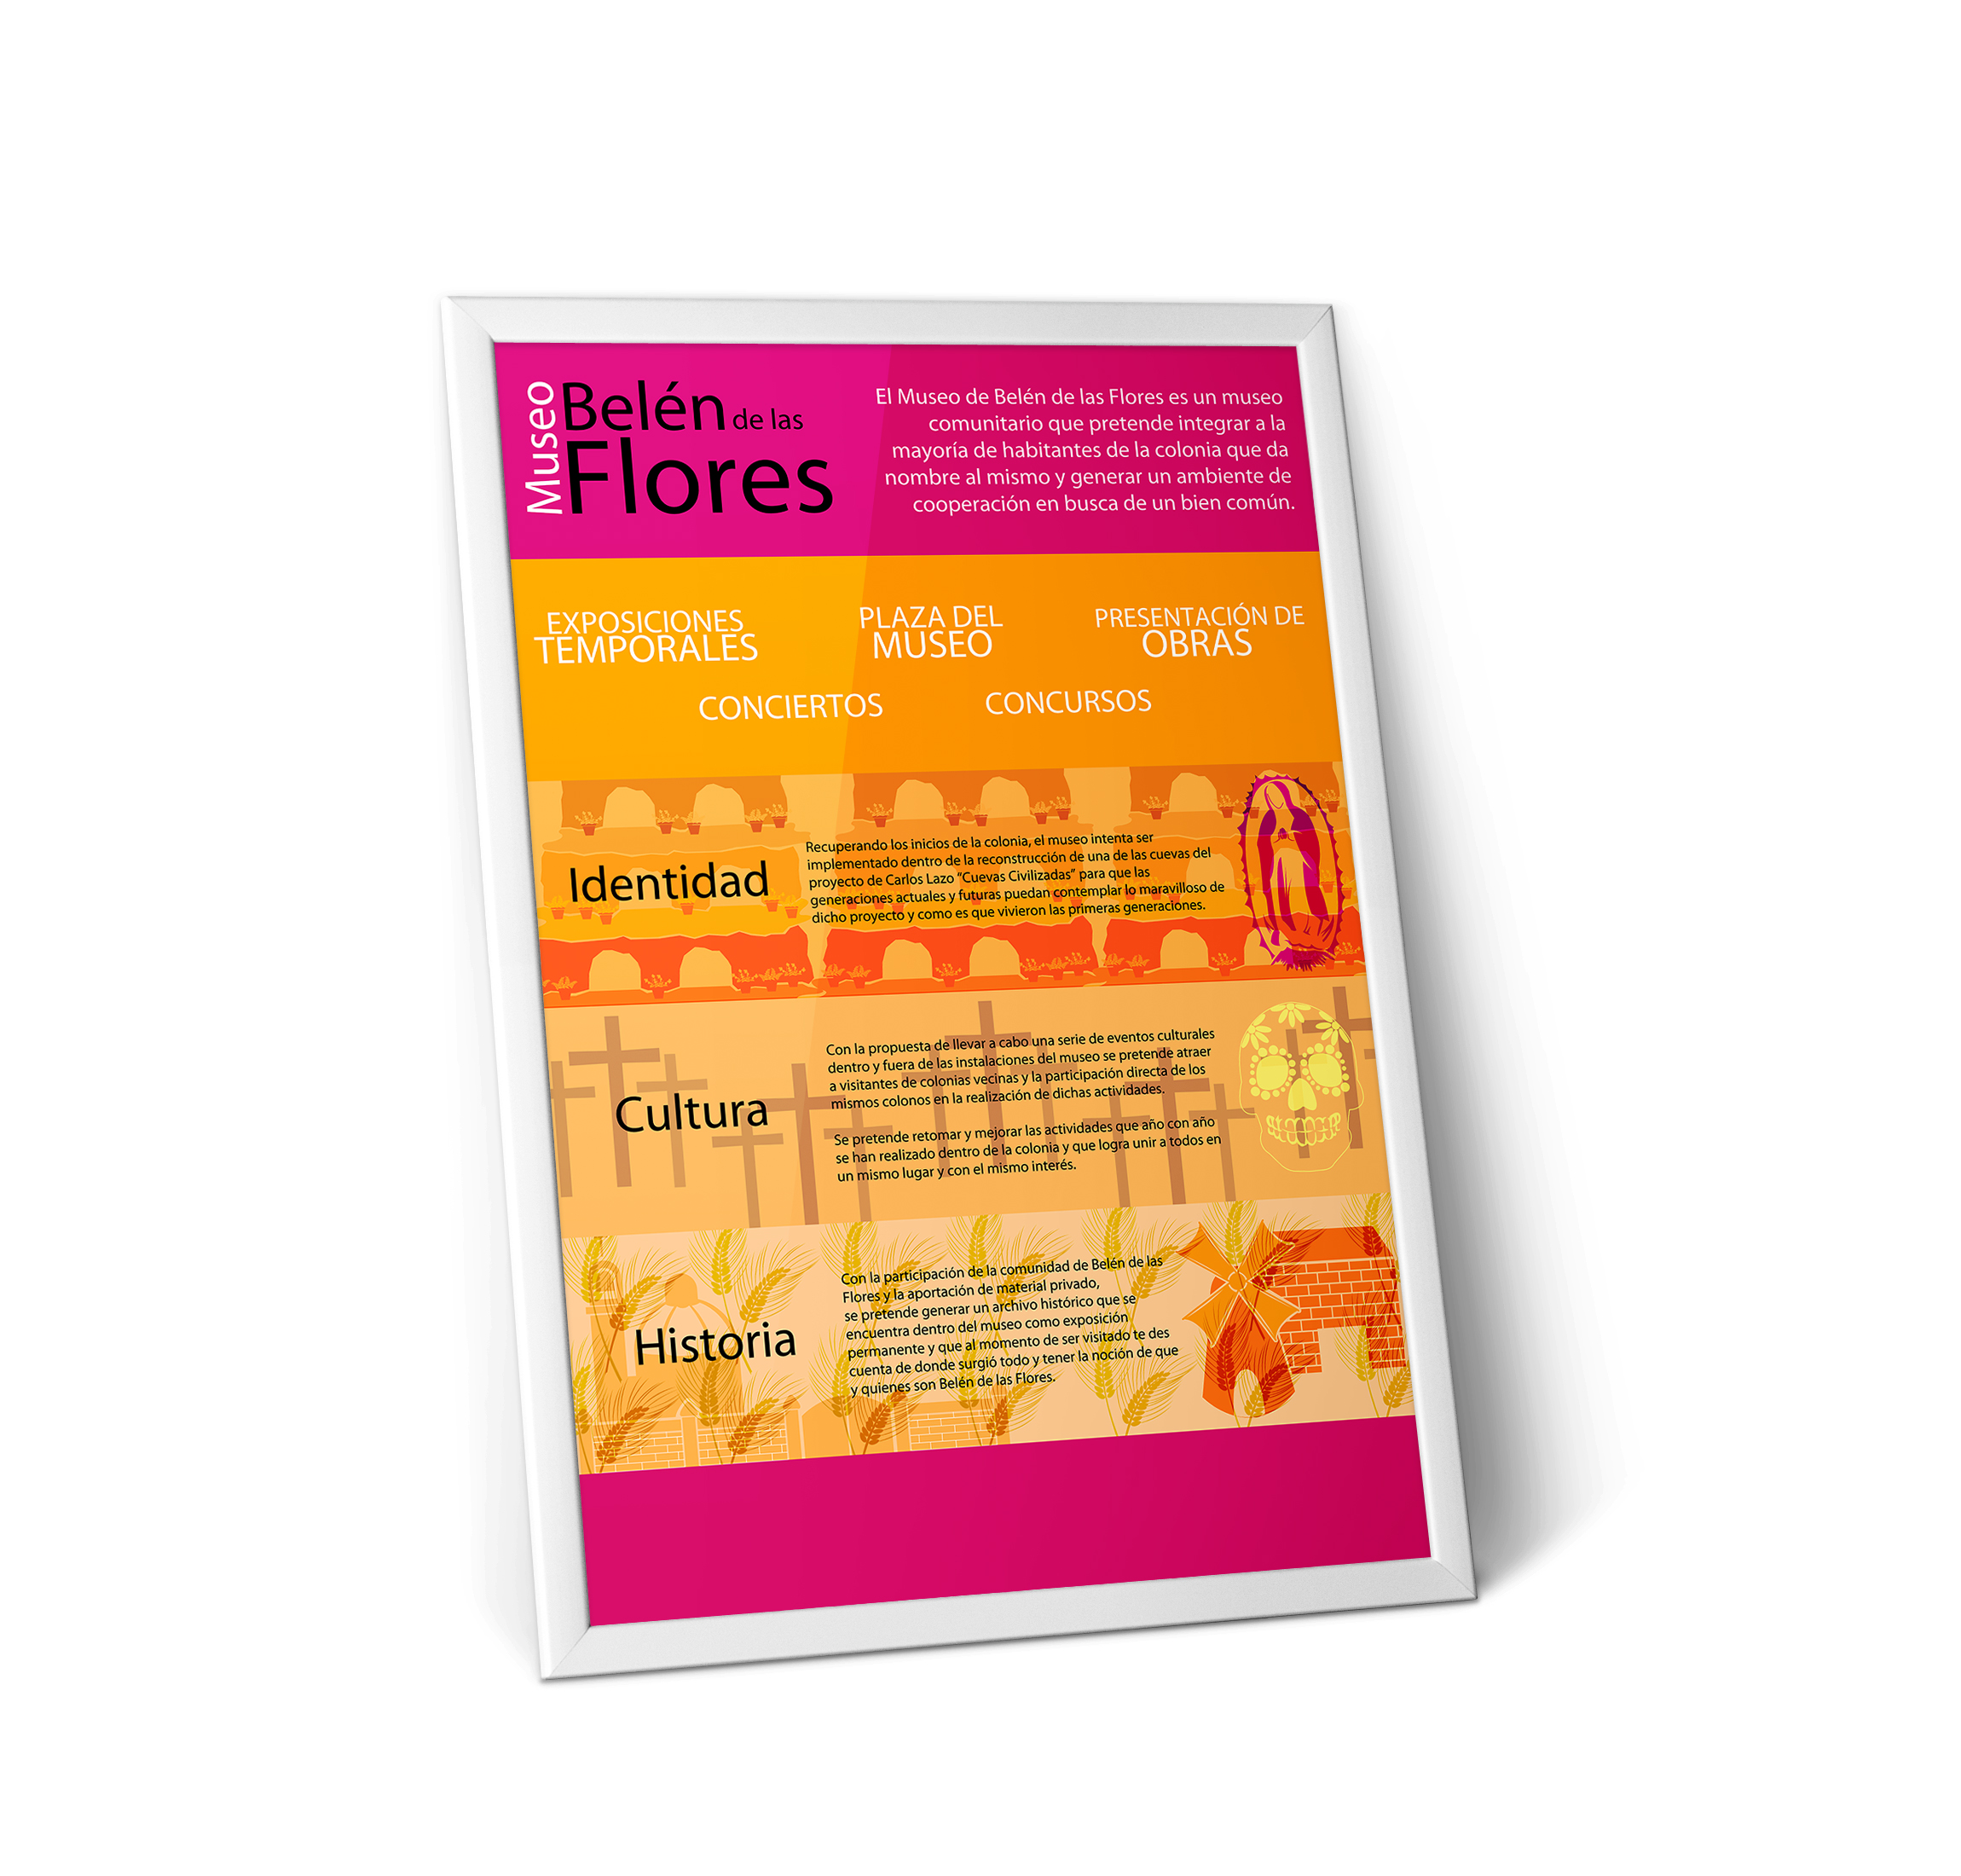 Museo
Belén de las
Flores
El Museo de Belén de las Flores es un museo
comunitario que pretende integrar a la
mayoría de habitantes de la colonia que da
nombre al mismo y generar un ambiente de
cooperación en busca de un bien común.
EXPOSICIONES
TEMPORALES
PLAZA DEL
MUSEO
PRESENTACIÓN DE
OBRAS
CONCIERTOS
CONCURSOS
Identidad
Recuperando los inicios de la colonia, el museo intenta ser
implementado dentro de la reconstrucción de una de las cuevas del
proyecto de Carlos Lazo “Cuevas Civilizadas” para que las
generaciones actuales y futuras puedan contemplar lo maravilloso de
dicho proyecto y como es que vivieron las primeras generaciones.
Cultura
Con la propuesta de llevar a cabo una serie de eventos culturales
dentro y fuera de las instalaciones del museo se pretende atraer
a visitantes de colonias vecinas y la participación directa de los
mismos colonos en la realización de dichas actividades.
Se pretende retomar y mejorar las actividades que año con año
se han realizado dentro de la colonia y que logra unir a todos en
un mismo lugar y con el mismo interés.
Historia
Con la participación de la comunidad de Belén de las
Flores y la aportación de material privado,
se pretende generar un archivo histórico que se
encuentra dentro del museo como exposición
permanente y que al momento de ser visitado te des
cuenta de donde surgió todo y tener la noción de que
y quienes son Belén de las Flores.